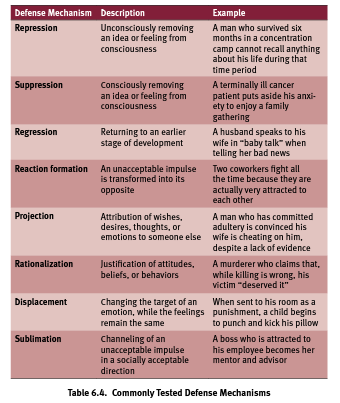 Defense Mechanism Description Example
Repression Unconsciously removing A man who survived six
an idea or feeling from months in a concentration
consciousness camp cannot recall anything
about his life during that
time period
Suppression Consciously removing A terminally ill cancer
an idea or feeling from patient puts aside his anxi-
consciousness ety to enjoy a family
gathering
Regression Returning to an earlier A husband speaks to his
stage of development wife in “baby talk” when
telling her bad news
Reaction formation An unacceptable impulse Two coworkers fight all
is transformed into its the time because they are
opposite actually very attracted to
each other
Projection Attribution of wishes, A man who has committed
desires, thoughts, or adultery is convinced his
emotions to someone else wife is cheating on him,
despite a lack of evidence
Rationalization Justification of attitudes, A murderer who claims that,
beliefs, or behaviors while killing is wrong, his
victim “deserved it”
Displacement Changing the target of an When sent to his room as a
emotion, while the feelings punishment, a child begins
remain the same to punch and kick his pillow
Sublimation Channeling of an A boss who is attracted to
unacceptable impulse his employee becomes her
in a socially acceptable mentor and advisor
direction
Table 6.4. Commonly Tested Defense Mechanisms